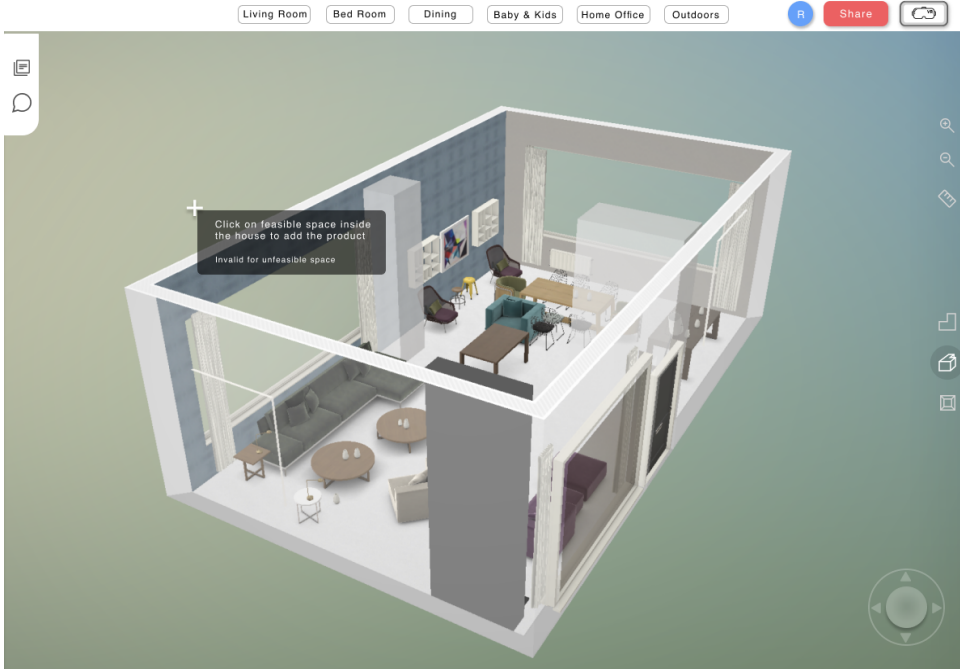 Living Room
Bed Room
Dining
Baby & Kids
Home Office
Outdoors
R
Share
VR
Click on feasible space inside
the house to add the product
Invalid for unfeasible space